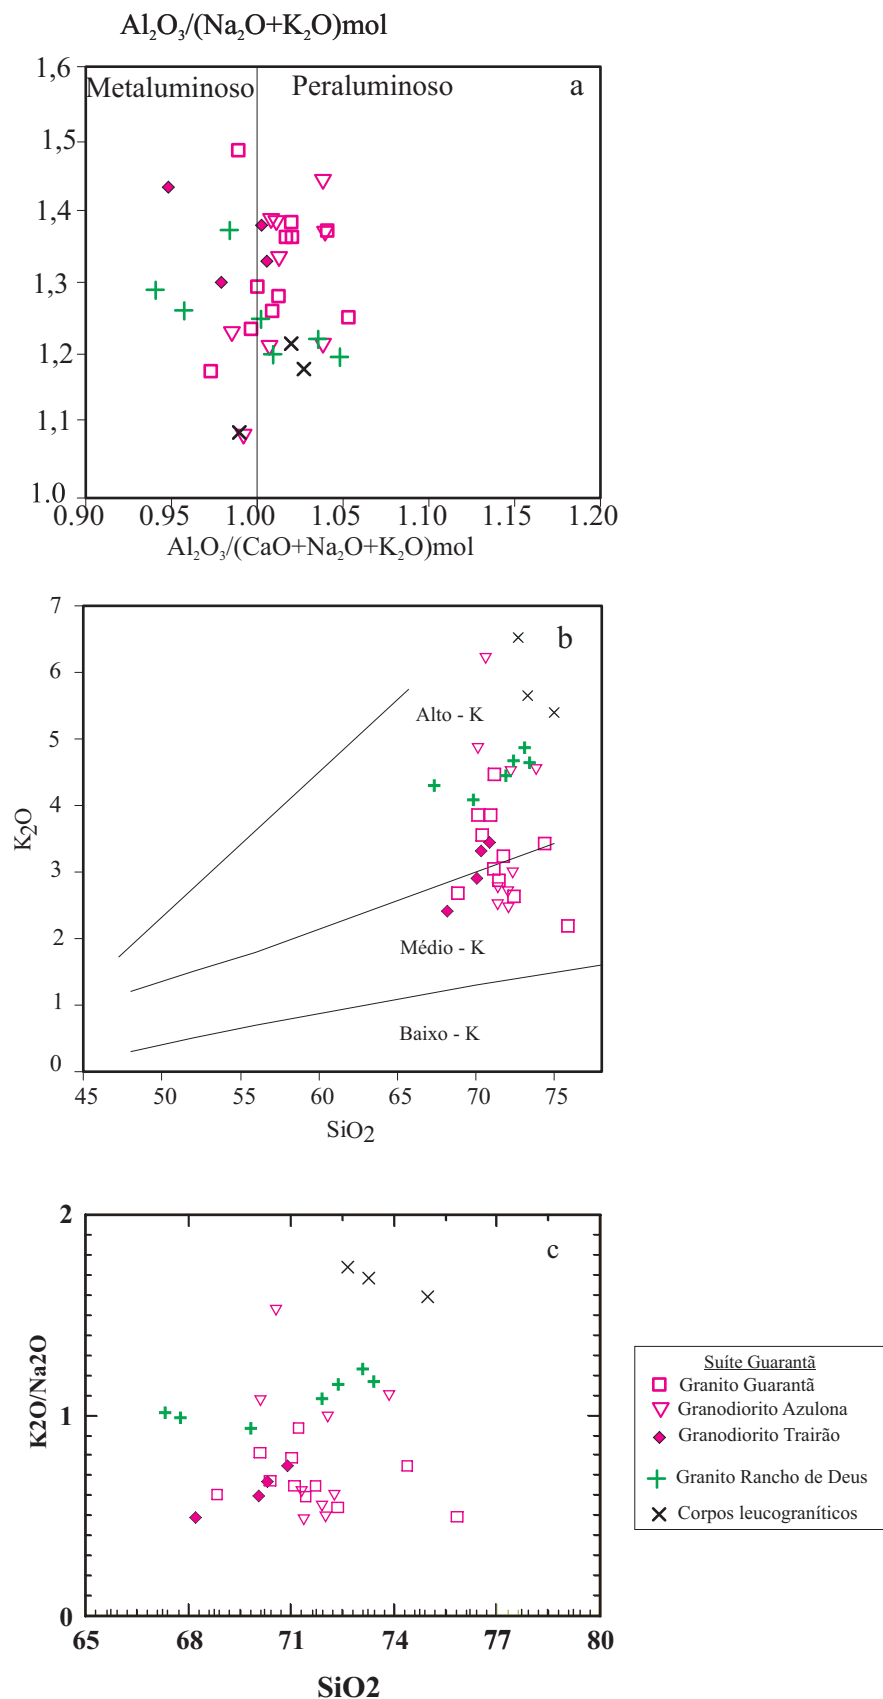 Al₂O₃/(Na₂O+K₂O)mol
1,6
Metaluminoso Peraluminoso a
1,5
1,4
1,3
1,2
1,1
1.0
0.90 0.95 1.00 1.05 1.10 1.15 1.20
Al₂O₃/(CaO+Na₂O+K₂O)mol
7
b
6
Alto - K
5
4
K₂O
3
2
Médio - K
1
Baixo - K
0
45 50 55 60 65 70 75
SiO₂
2
c
K2O/Na2O
1
0
65 68 71 74 77 80
SiO2
Suíte Guarantã
Granito Guarantã
Granodiorito Azulona
Granodiorito Trairão
Granito Rancho de Deus
Corpos leucograníticos